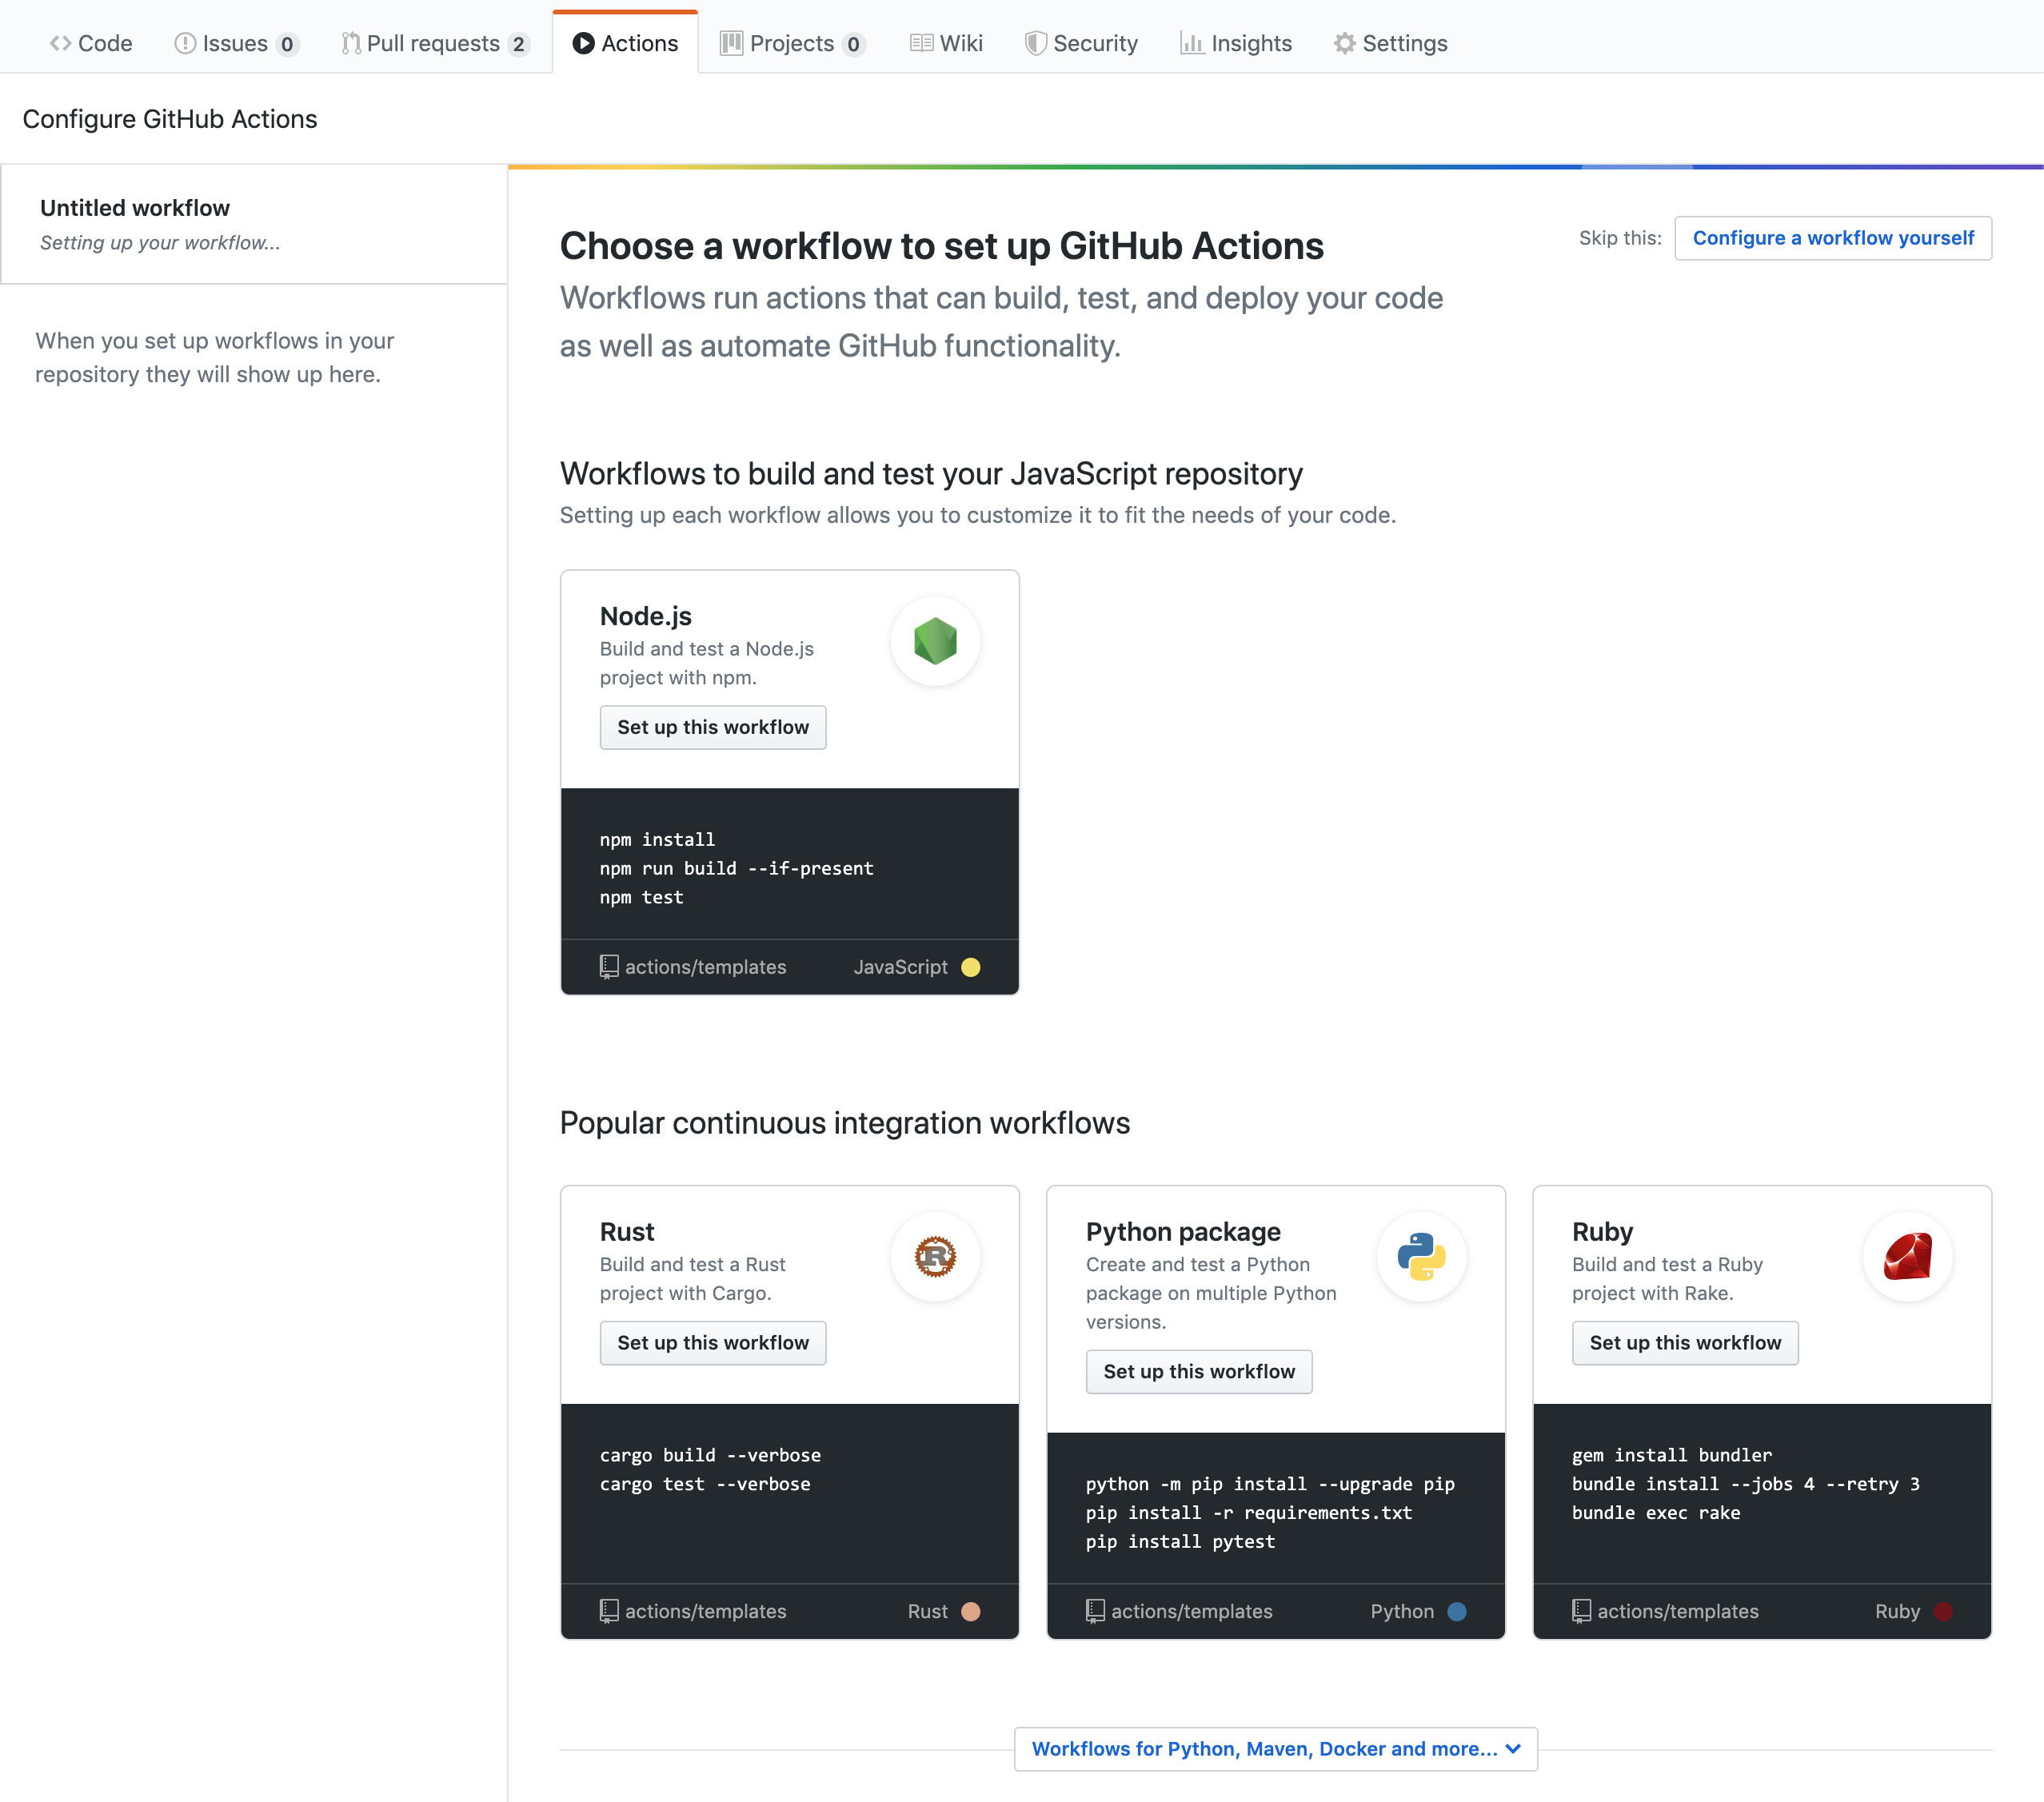 Code Issues 0 Pull requests 2 Actions Projects 0 Wiki Security Insights Settings
Configure GitHub Actions
Untitled workflow
Setting up your workflow...
When you set up workflows in your
repository they will show up here.
Choose a workflow to set up GitHub Actions
Skip this: Configure a workflow yourself
Workflows run actions that can build, test, and deploy your code
as well as automate GitHub functionality.
Workflows to build and test your JavaScript repository
Setting up each workflow allows you to customize it to fit the needs of your code.
Node.js
Build and test a Node.js
project with npm.
Set up this workflow
npm install
npm run build --if-present
npm test
actions/templates JavaScript
Popular continuous integration workflows
Rust
Build and test a Rust
project with Cargo.
Set up this workflow
cargo build --verbose
cargo test --verbose
actions/templates Rust
Python package
Create and test a Python
package on multiple Python
versions.
Set up this workflow
python -m pip install --upgrade pip
pip install -r requirements.txt
pip install pytest
actions/templates Python
Ruby
Build and test a Ruby
project with Rake.
Set up this workflow
gem install bundler
bundle install --jobs 4 --retry 3
bundle exec rake
actions/templates Ruby
Workflows for Python, Maven, Docker and more...